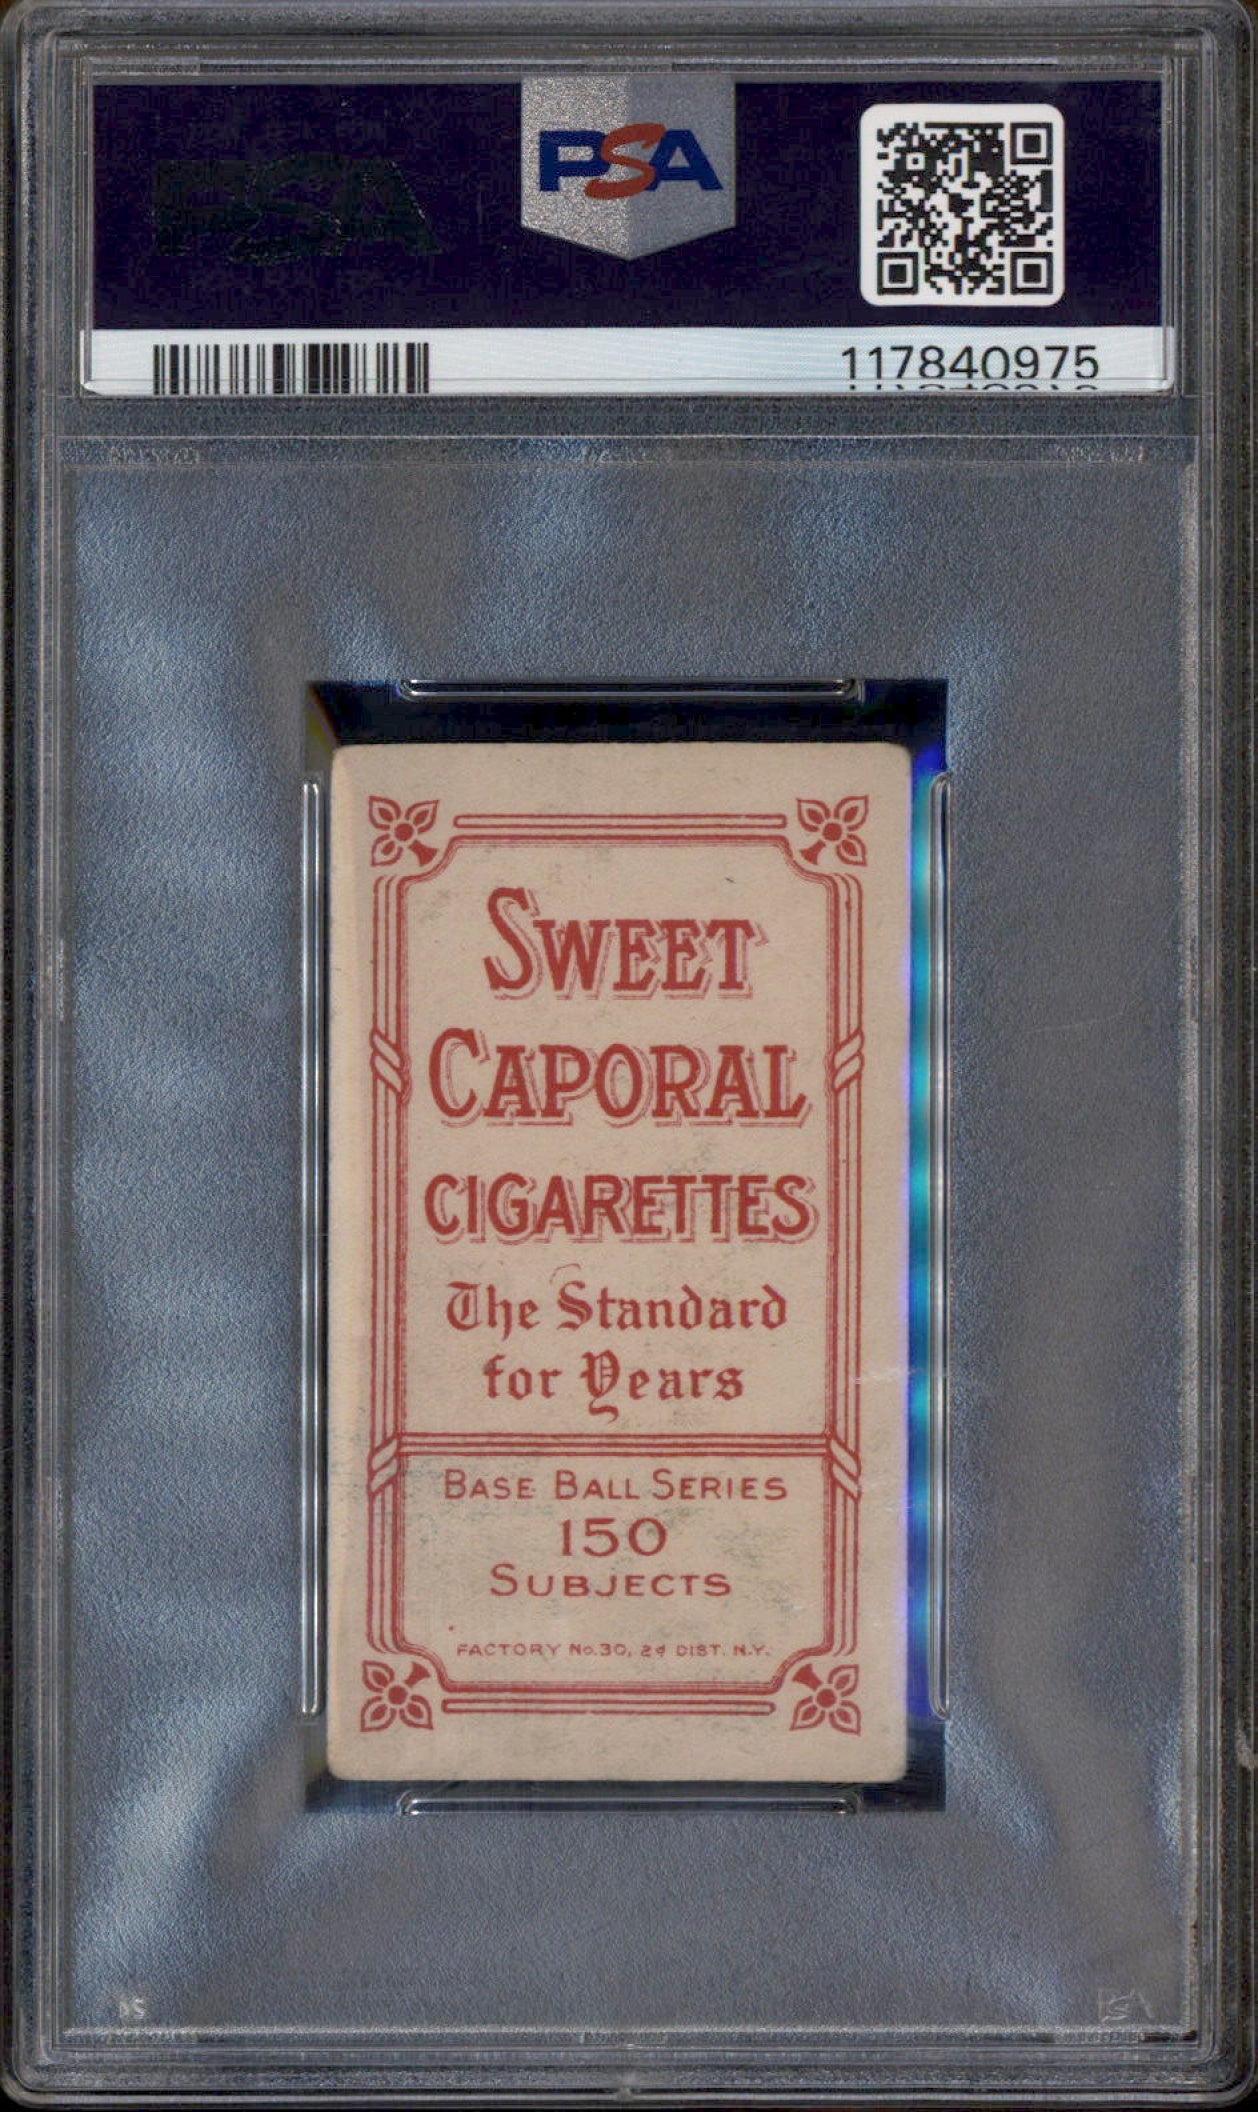 PSA
117840975
SWEET
CAPORAL
CIGARETTES
The Standard
for Years
BASE BALL SERIES
150
SUBJECTS
FACTORY No.30, 2d DIST. N.Y.
PSA